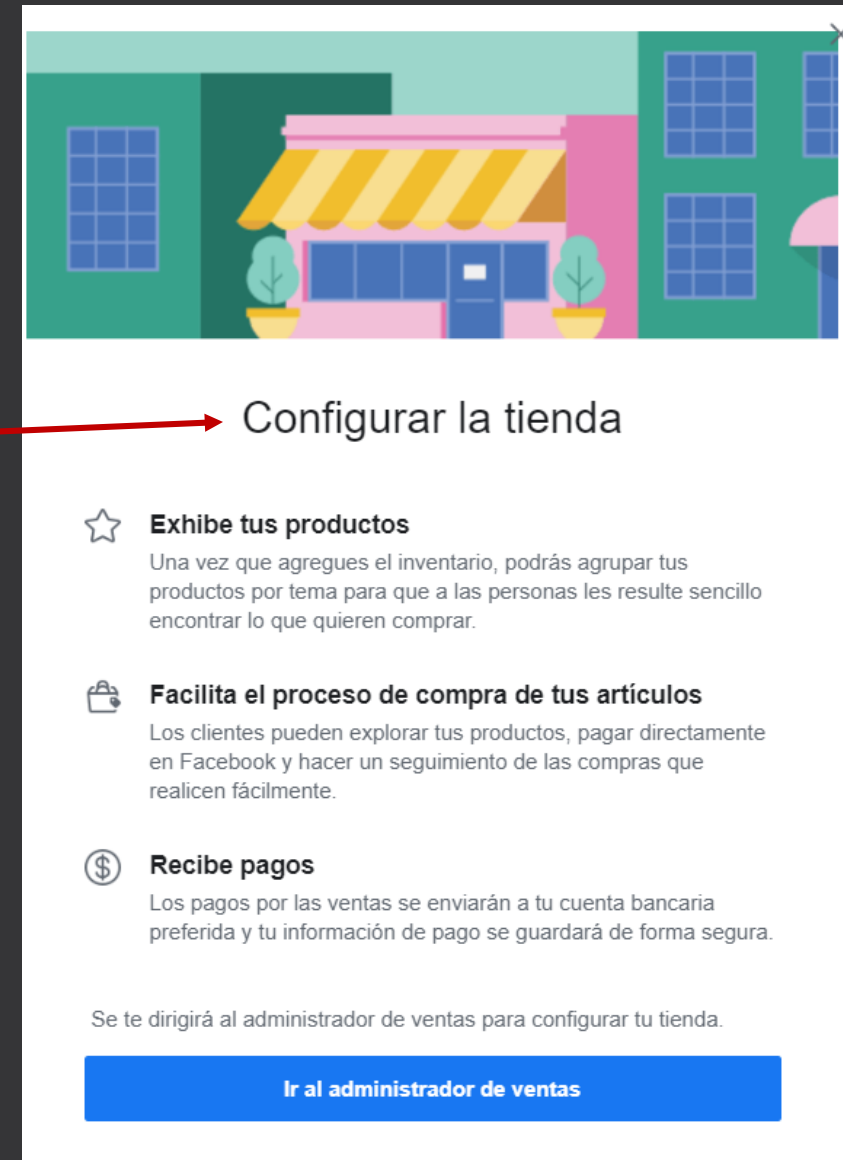 Configurar la tienda
Exhibe tus productos
Una vez que agregues el inventario, podrás agrupar tus
productos por tema para que a las personas les resulte sencillo
encontrar lo que quieren comprar.
Facilita el proceso de compra de tus artículos
Los clientes pueden explorar tus productos, pagar directamente
en Facebook y hacer un seguimiento de las compras que
realicen fácilmente.
Recibe pagos
Los pagos por las ventas se enviarán a tu cuenta bancaria
preferida y tu información de pago se guardará de forma segura.
Se te dirigirá al administrador de ventas para configurar tu tienda.
Ir al administrador de ventas